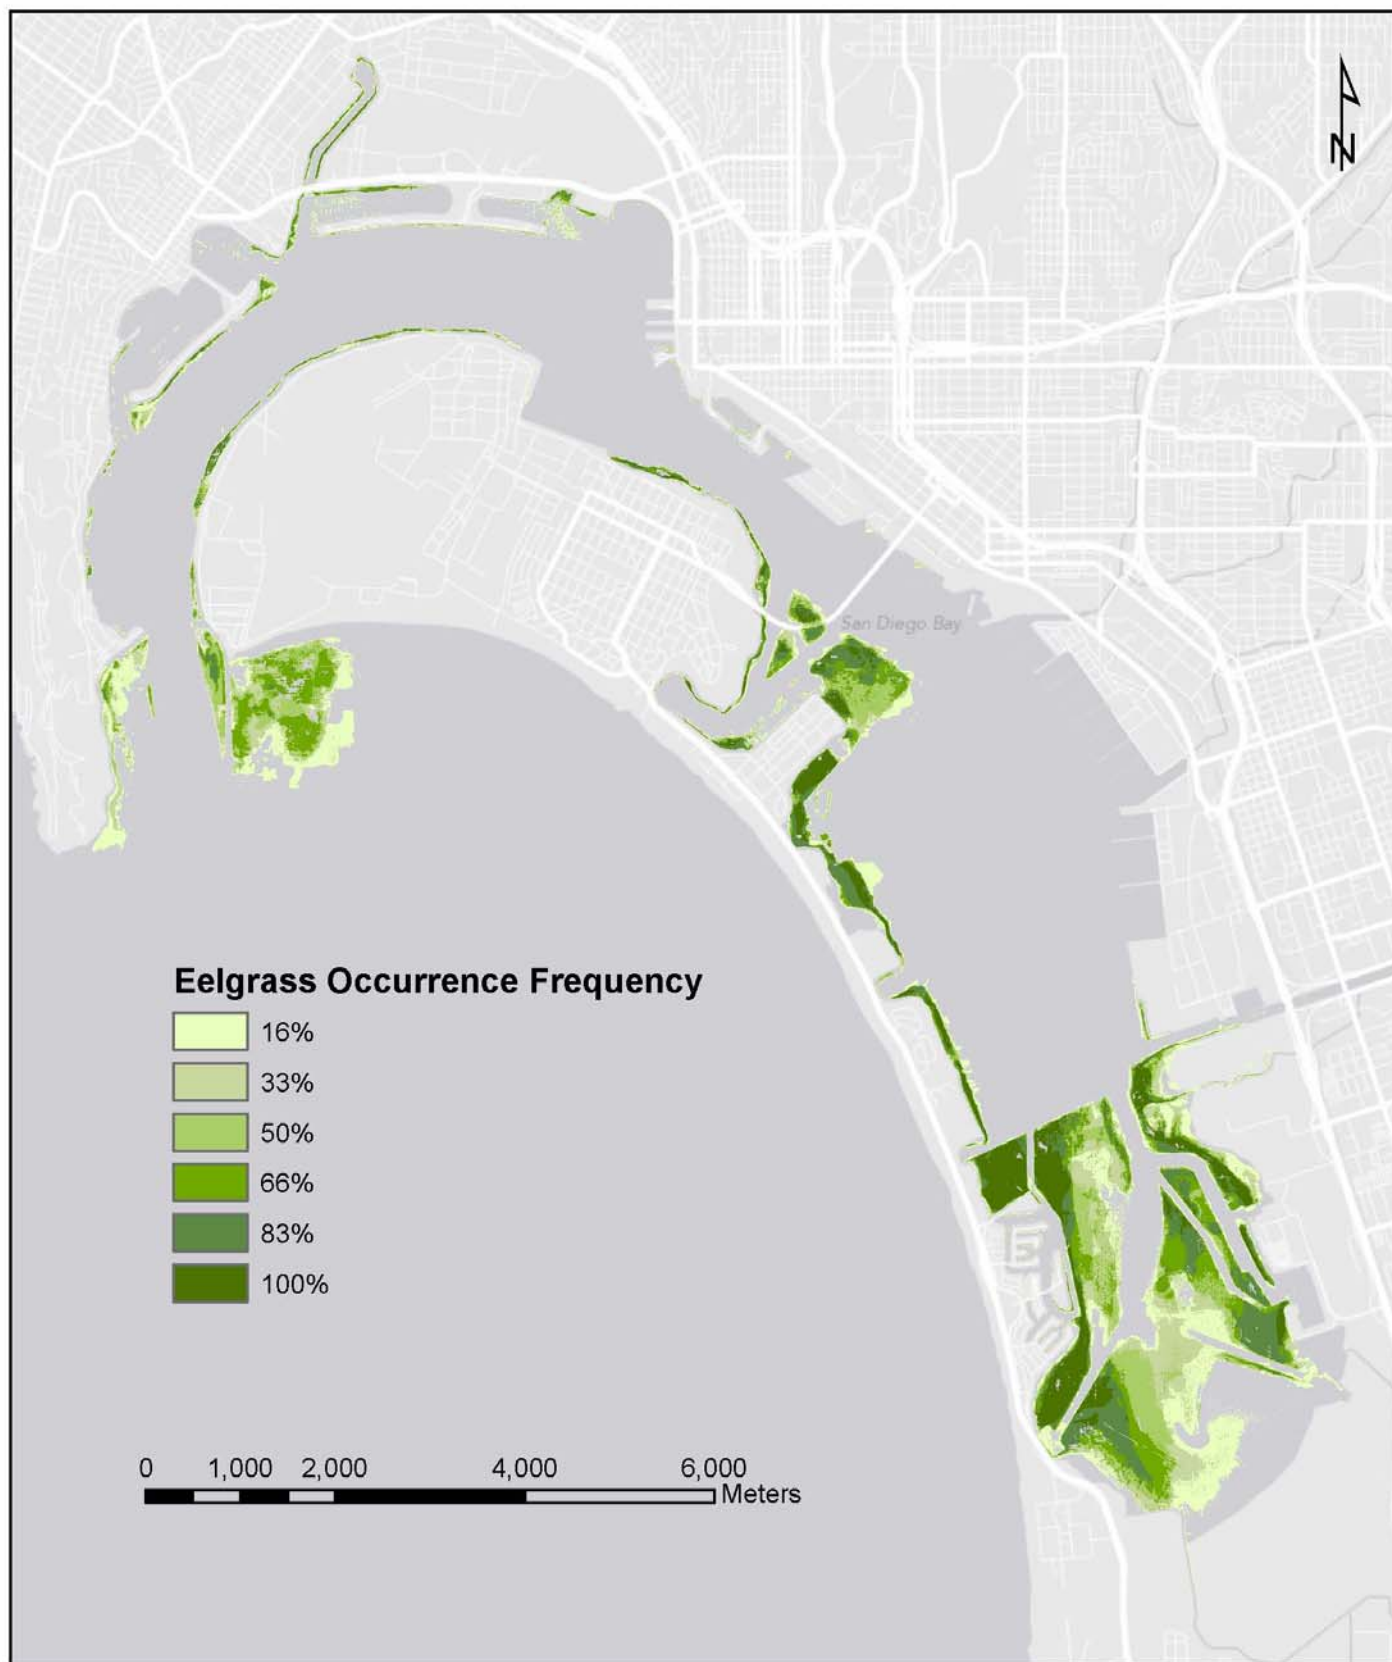 N
San Diego Bay
Eelgrass Occurrence Frequency
16%
33%
50%
66%
83%
100%
0 1,000 2,000 4,000 6,000
Meters